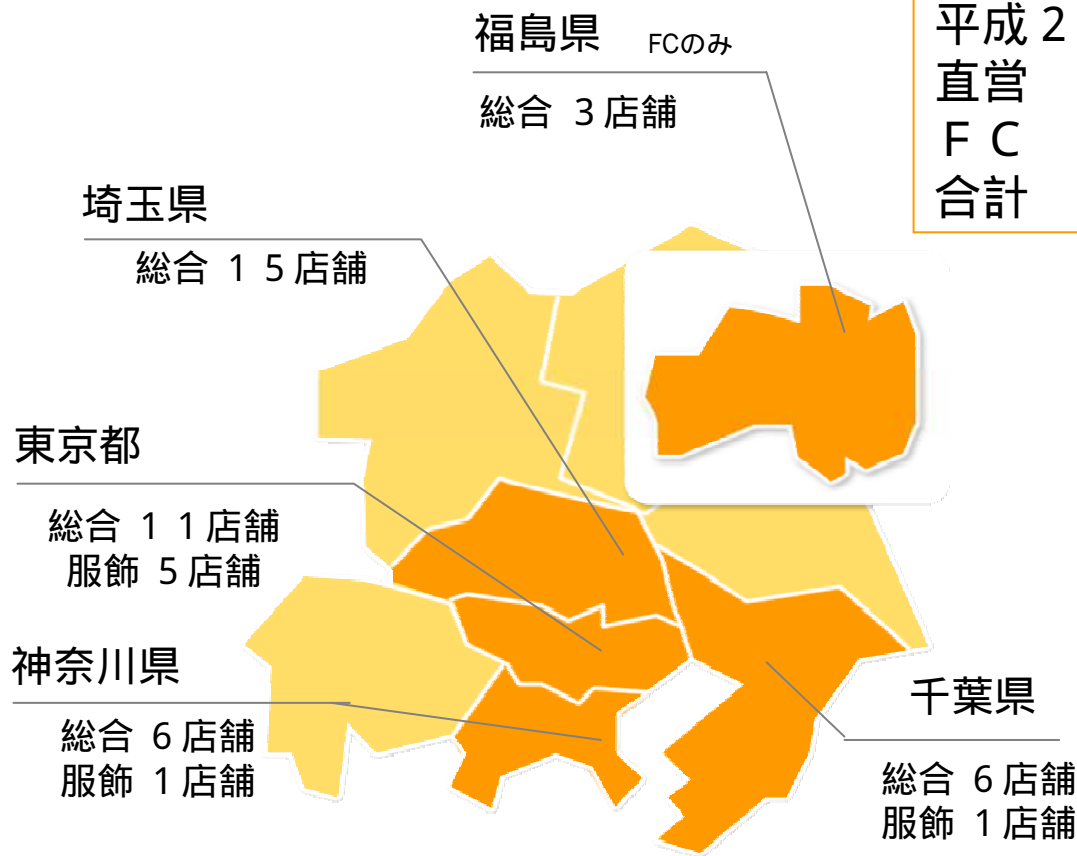 福島県 FCのみ
総合 3店舗
平成2
直営
FC
合計
埼玉県
総合 15店舗
東京都
総合 11店舗
服飾 5店舗
神奈川県
総合 6店舗
服飾 1店舗
千葉県
総合 6店舗
服飾 1店舗